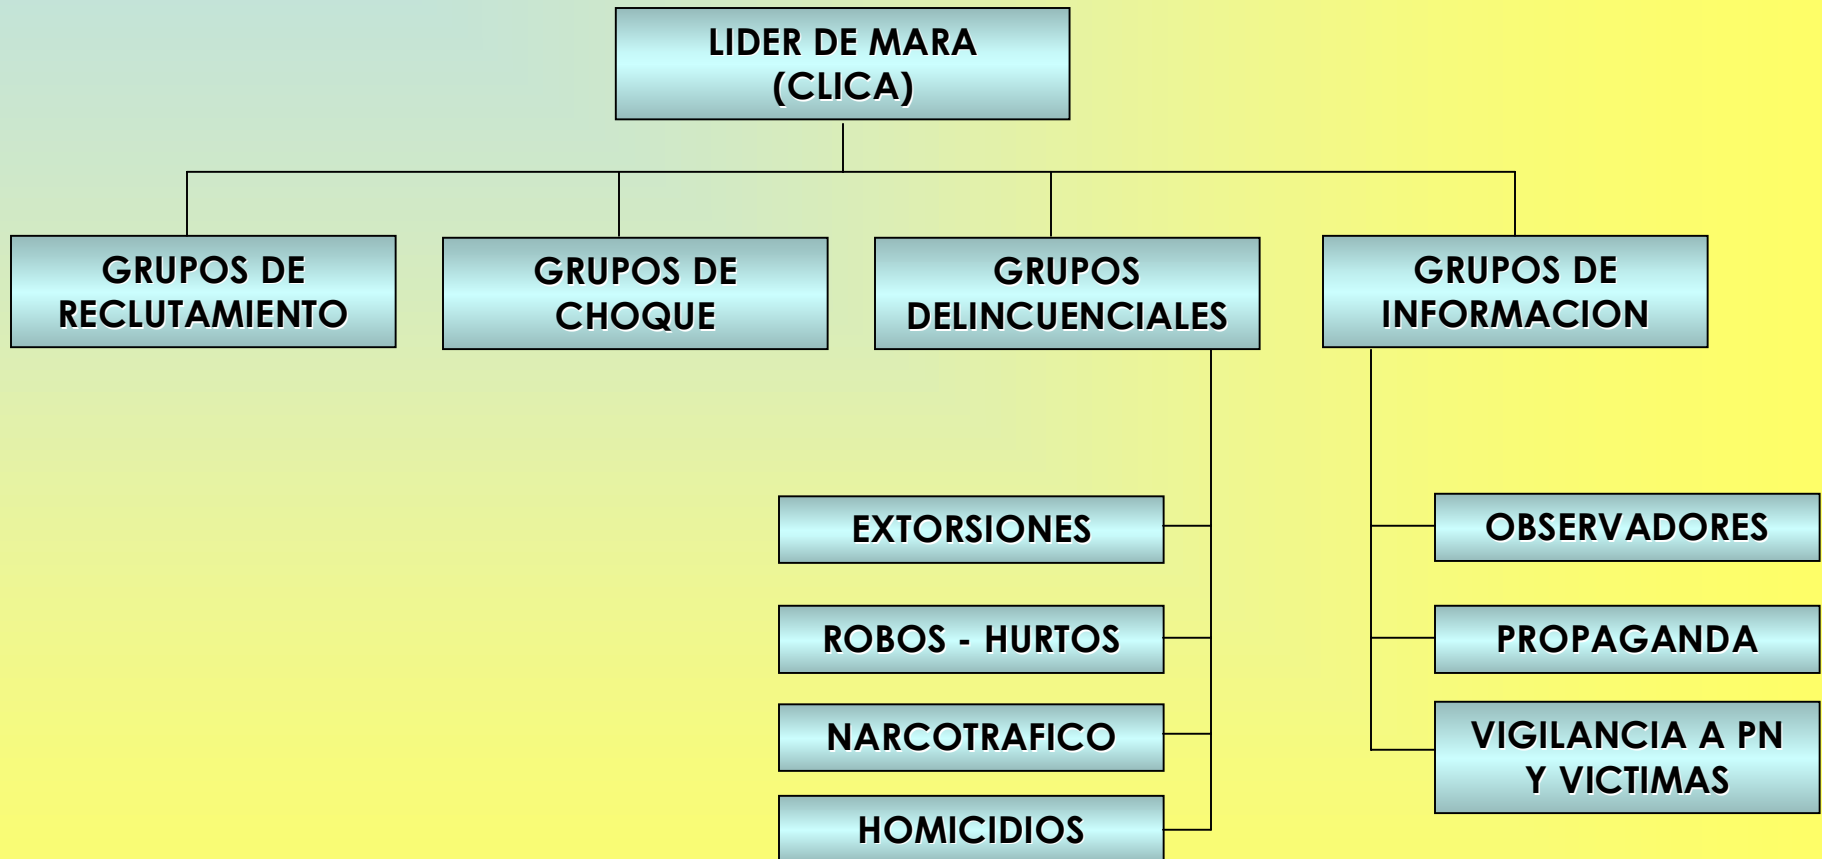 LIDER DE MARA
(CLICA)
GRUPOS DE
RECLUTAMIENTO
GRUPOS DE
CHOQUE
GRUPOS
DELINCUENCIALES
GRUPOS DE
INFORMACION
EXTORSIONES
ROBOS - HURTOS
NARCOTRAFICO
HOMICIDIOS
OBSERVADORES
PROPAGANDA
VIGILANCIA A PN
Y VICTIMAS